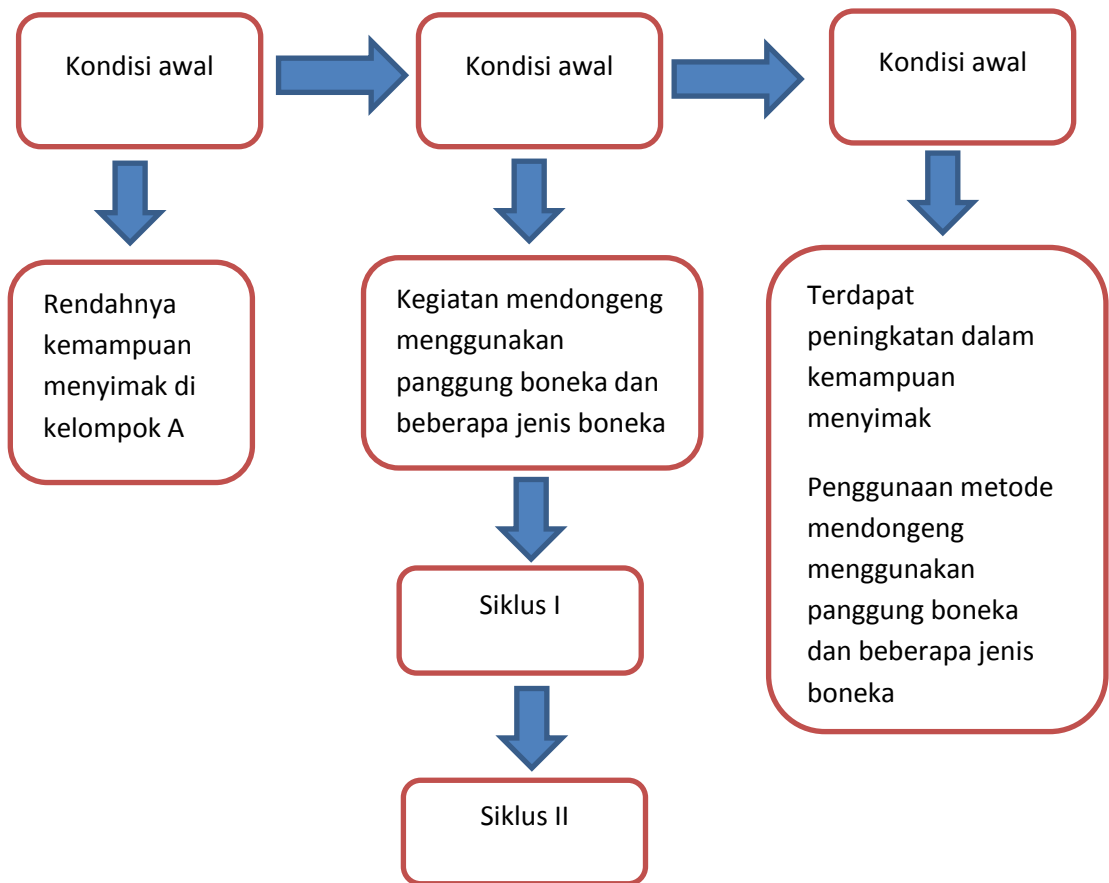 Kondisi awal
Kondisi awal
Kondisi awal
Rendahnya
kemampuan
menyimak di
kelompok A
Kegiatan mendongeng
menggunakan
panggung boneka dan
beberapa jenis boneka
Terdapat
peningkatan dalam
kemampuan
menyimak
Penggunaan metode
mendongeng
menggunakan
panggung boneka
dan beberapa jenis
boneka
Siklus I
Siklus II